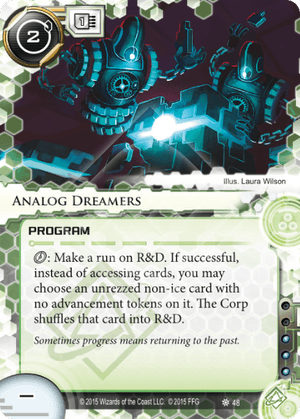 2
1
illus. Laura Wilson
ANALOG DREAMERS
PROGRAM
: Make a run on R&D. If successful,
instead of accessing cards, you may
choose an unrezzed non-ice card with
no advancement tokens on it. The Corp
shuffles that card into R&D.
Sometimes progress means returning to the past.
–
© 2015 Wizards of the Coast LLC. © 2015 FFG
48